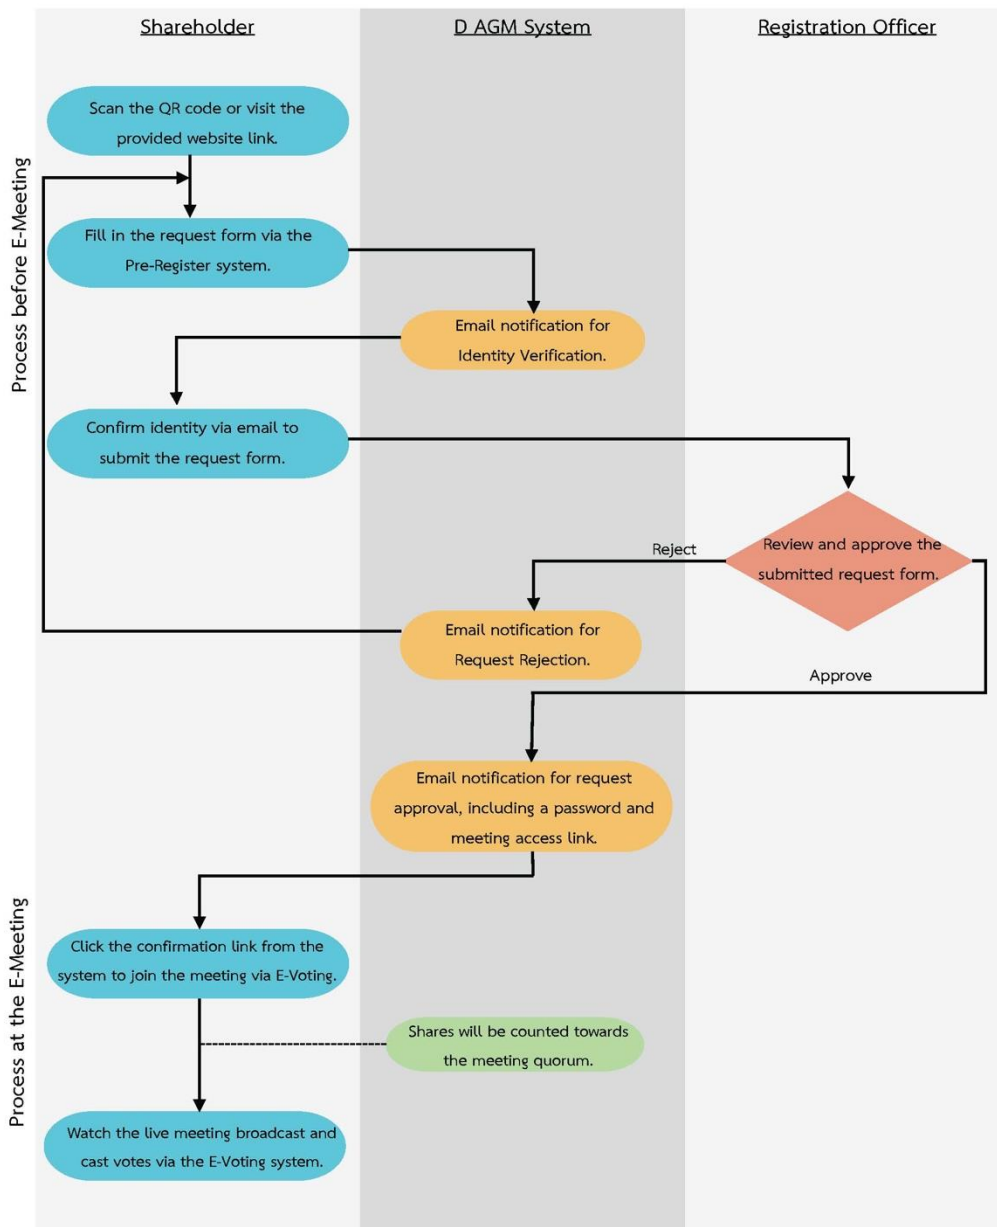 Shareholder
D AGM System
Registration Officer
Process before E-Meeting
Scan the QR code or visit the
provided website link.
Fill in the request form via the
Pre-Register system.
Email notification for
Identity Verification.
Confirm identity via email to
submit the request form.
Review and approve the
submitted request form.
Reject
Email notification for
Request Rejection.
Approve
Email notification for request
approval, including a password and
meeting access link.
Process at the E-Meeting
Click the confirmation link from the
system to join the meeting via E-Voting.
Shares will be counted towards
the meeting quorum.
Watch the live meeting broadcast and
cast votes via the E-Voting system.